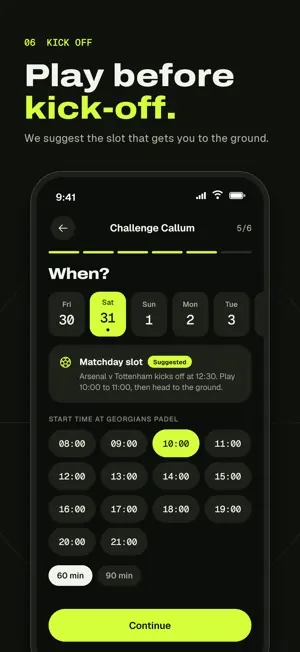 06 KICK OFF
Play before
kick-off.
We suggest the slot that gets you to the ground.
9:41
Challenge Callum
5/6
When?
Fri Sat Sun Mon Tue
30 31 1 2 3
Matchday slot Suggested
Arsenal v Tottenham kicks off at 12:30. Play
10:00 to 11:00, then head to the ground.
START TIME AT GEORGIANS PADEL
08:00 09:00 10:00 11:00
12:00 13:00 14:00 15:00
16:00 17:00 18:00 19:00
20:00 21:00
60 min 90 min
Continue